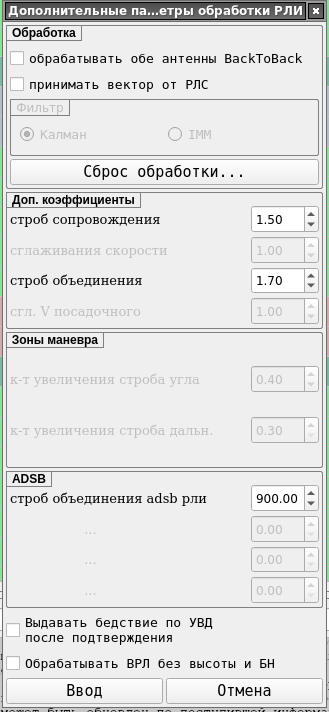 Дополнительные па...етры обработки РЛИ
Обработка
обрабатывать обе антенны BackToBack
принимать вектор от РЛС
Фильтр
Калман
IMM
Сброс обработки...
Доп. коэффициенты
строб сопровождения 1.50
сглаживания скорости 1.00
строб объединения 1.70
сгл. V посадочного 1.00
Зоны маневра
к-т увеличения строба угла 0.40
к-т увеличения строба дальн. 0.30
ADSB
строб объединения adsb рли 900.00
... 0.00
... 0.00
... 0.00
Выдавать бедствие по УВД
после подтверждения
Обрабатывать ВРЛ без высоты и БН
Ввод
Отмена